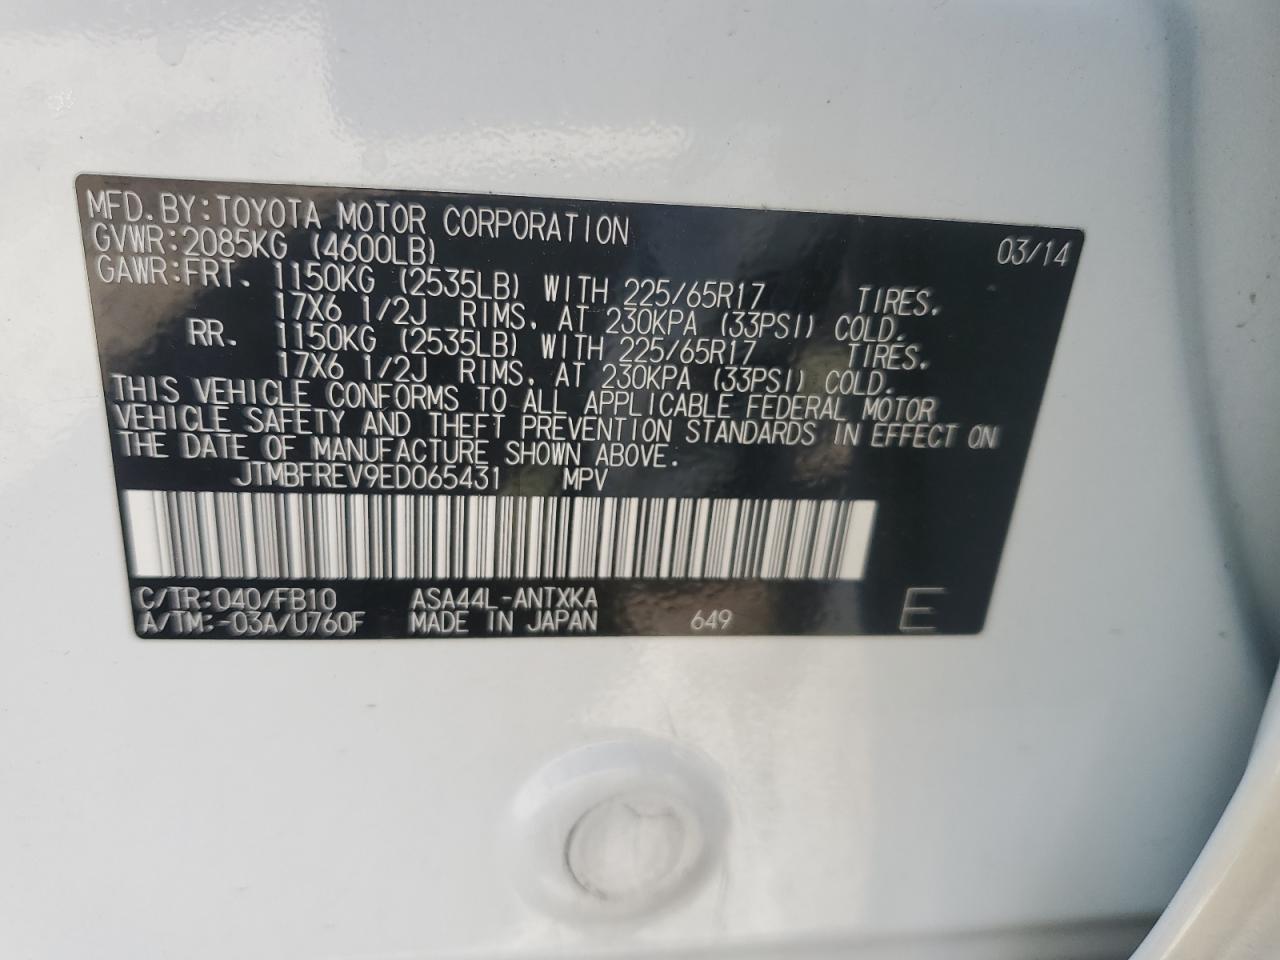 MFD.BY:TOYOTA MOTOR CORPORATION 03/14
GVWR:2085KG (4600LB)
GAWR:FRT. 1150KG (2535LB) WITH 225/65R17 TIRES.
17X6 1/2J RIMS, AT 230KPA (33PSI) COLD.
RR. 1150KG (2535LB) WITH 225/65R17 TIRES.
17X6 1/2J RIMS, AT 230KPA (33PSI) COLD.
THIS VEHICLE CONFORMS TO ALL APPLICABLE FEDERAL MOTOR
VEHICLE SAFETY AND THEFT PREVENTION STANDARDS IN EFFECT ON
THE DATE OF MANUFACTURE SHOWN ABOVE.
JTMBFREV9ED065431 MPV
C/TR:040/FB10 ASA44L-ANTXKA
A/TM:-03A/U760F MADE IN JAPAN 649 E